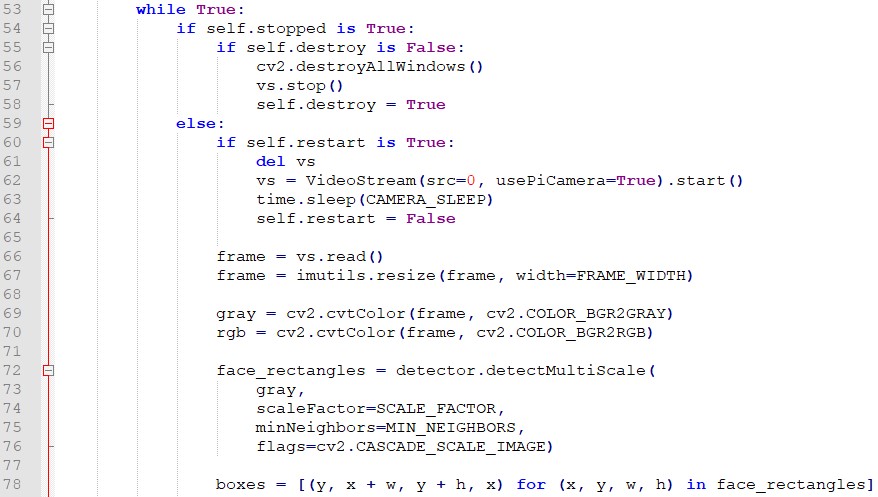 53 while True:
54 if self.stopped is True:
55 if self.destroy is False:
56 cv2.destroyAllWindows()
57 vs.stop()
58 self.destroy = True
59 else:
60 if self.restart is True:
61 del vs
62 vs = VideoStream(src=0, usePiCamera=True).start()
63 time.sleep(CAMERA_SLEEP)
64 self.restart = False
65
66 frame = vs.read()
67 frame = imutils.resize(frame, width=FRAME_WIDTH)
68
69 gray = cv2.cvtColor(frame, cv2.COLOR_BGR2GRAY)
70 rgb = cv2.cvtColor(frame, cv2.COLOR_BGR2RGB)
71
72 face_rectangles = detector.detectMultiScale(
73 gray,
74 scaleFactor=SCALE_FACTOR,
75 minNeighbors=MIN_NEIGHBORS,
76 flags=cv2.CASCADE_SCALE_IMAGE)
77
78 boxes = [(y, x + w, y + h, x) for (x, y, w, h) in face_rectangles]